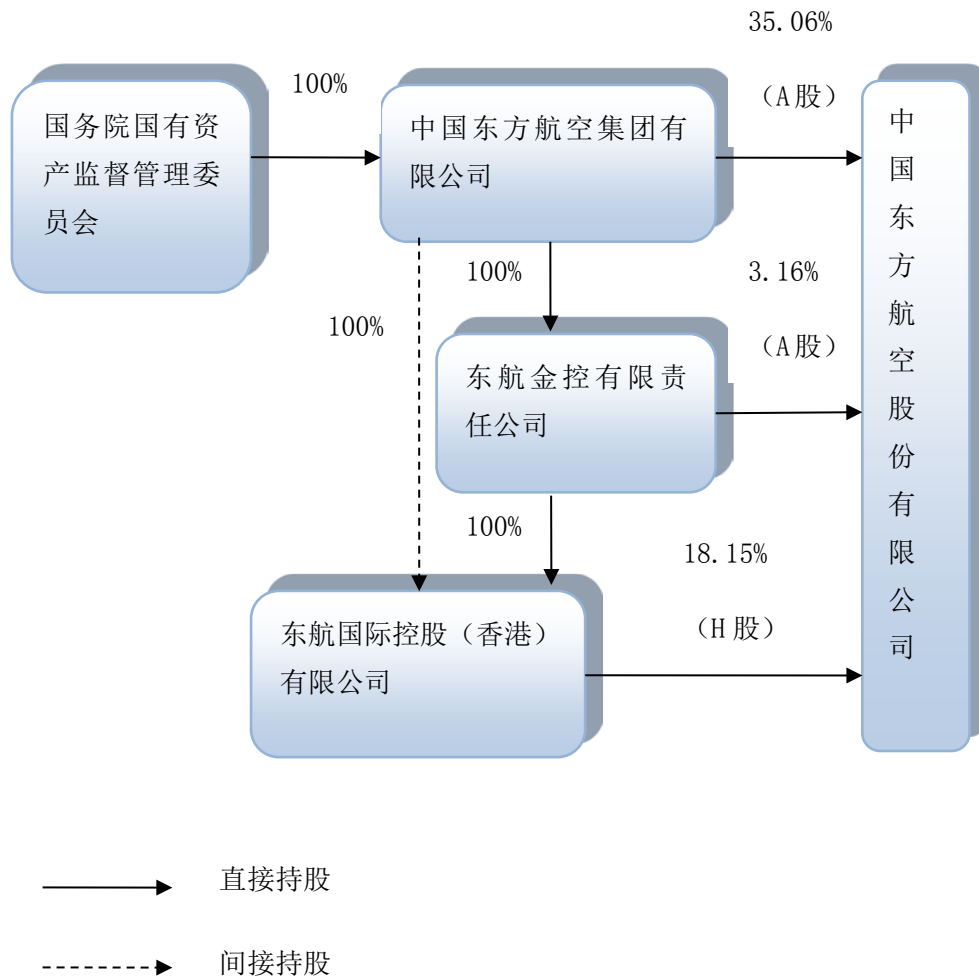 35.06%
100%
（A股）
国务院国有资
产监督管理委
员会
中国东方航空集团有
限公司
中
国
东
方
航
空
股
份
有
限
公
司
100%
3.16%
100%
（A股）
东航金控有限责
任公司
100%
18.15%
（H股）
东航国际控股（香港）
有限公司
直接持股
间接持股